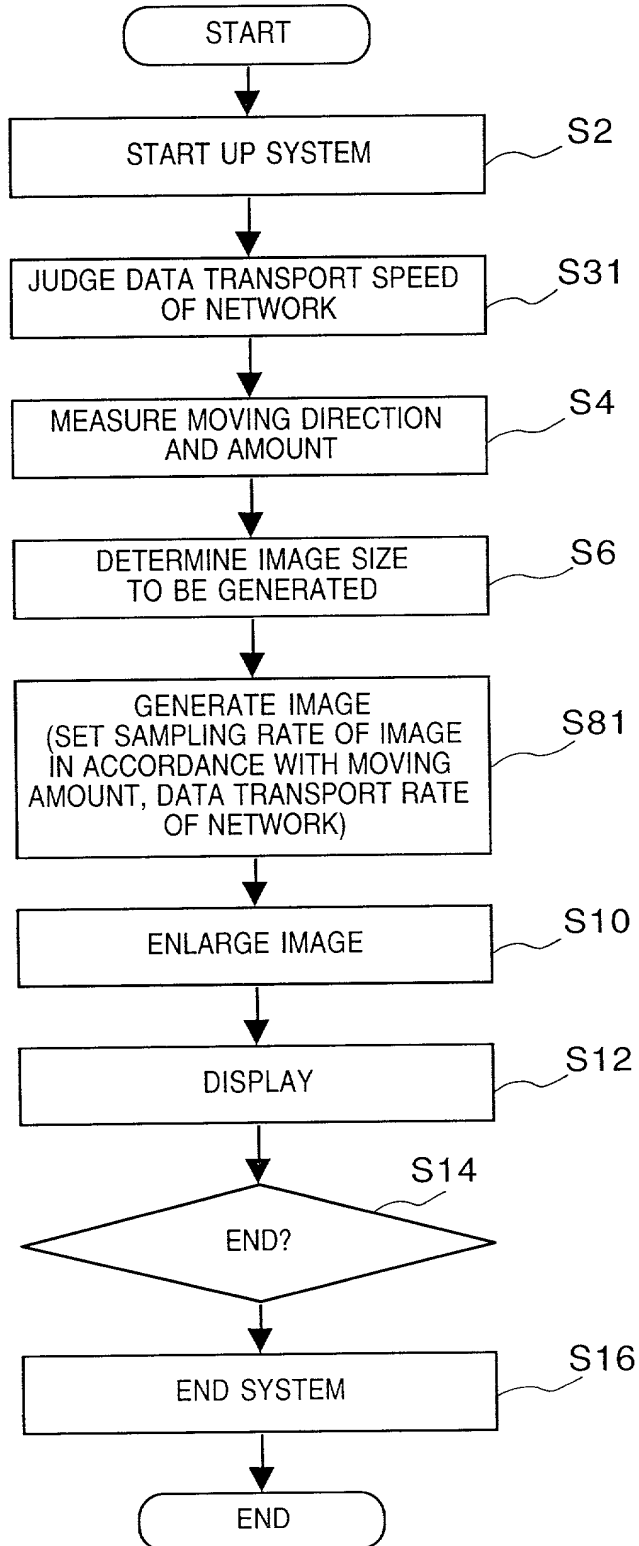 START
START UP SYSTEM
S2
JUDGE DATA TRANSPORT SPEED
OF NETWORK
S31
MEASURE MOVING DIRECTION
AND AMOUNT
S4
DETERMINE IMAGE SIZE
TO BE GENERATED
S6
GENERATE IMAGE
(SET SAMPLING RATE OF IMAGE
IN ACCORDANCE WITH MOVING
AMOUNT, DATA TRANSPORT RATE
OF NETWORK)
S81
ENLARGE IMAGE
S10
DISPLAY
S12
S14
END?
END SYSTEM
S16
END